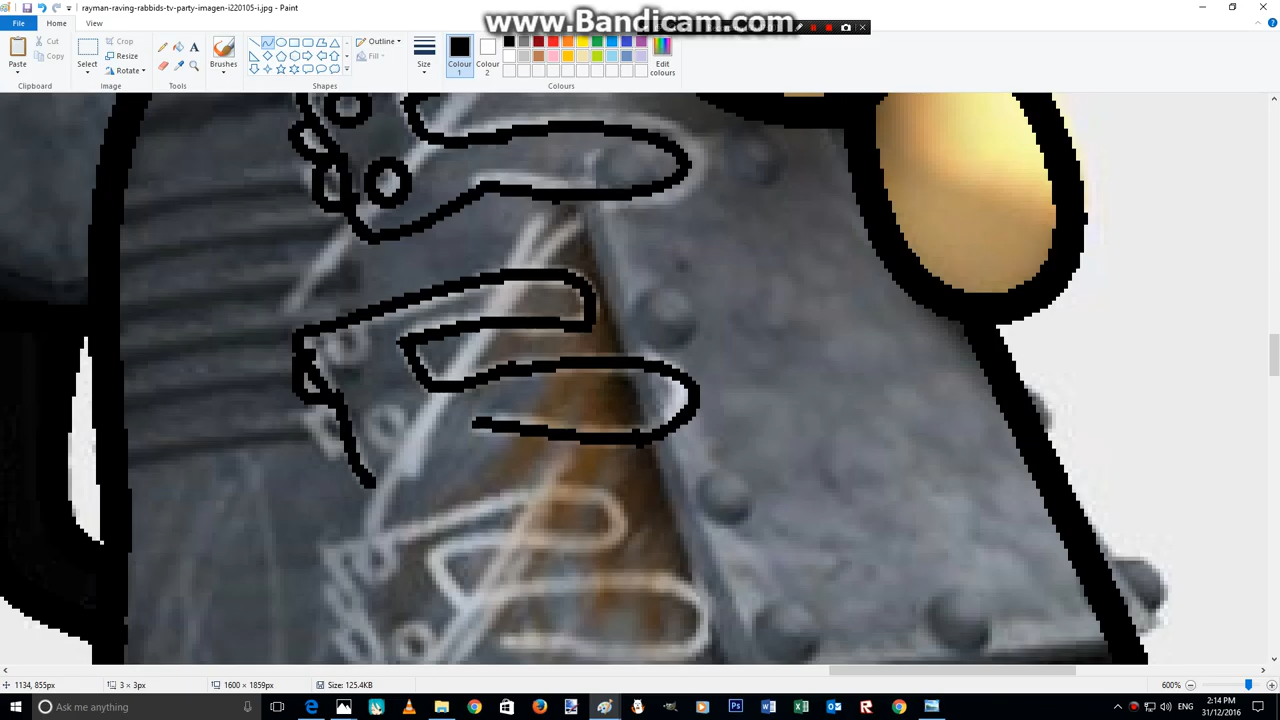 rayman-raving-rabbids-tv-party-imagen-i220105-i.jpg - Paint
www.Bandicam.com
File
Home
View
Paste
Cut
Copy
Clipboard
Select
Crop
Resize
Rotate
Image
Tools
Brushes
Shapes
Outline
Fill
Size
Colour 1
Colour 2
Edit colours
Colours
1134, 855px
3 × 3px
1600 × 1859px
Size: 125.4KB
600%
Ask me anything
ENG
2:14 PM
31/12/2016